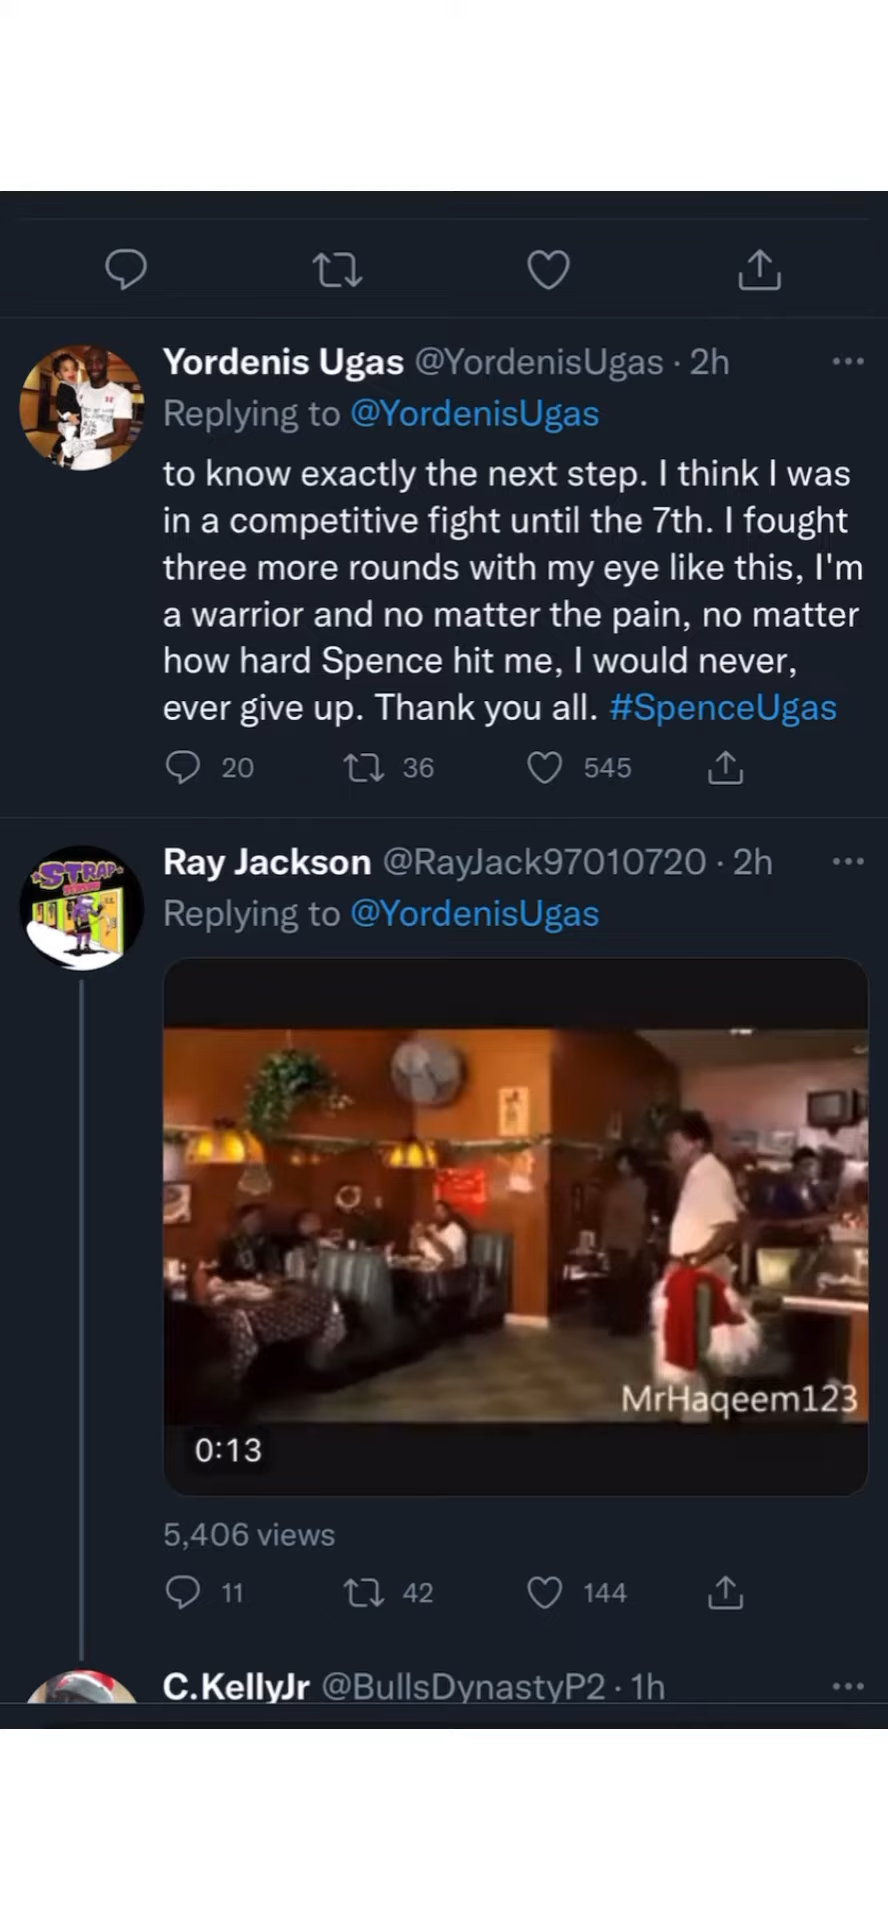 Yordenis Ugas @YordenisUgas · 2h
Replying to @YordenisUgas
to know exactly the next step. I think I was
in a competitive fight until the 7th. I fought
three more rounds with my eye like this, I'm
a warrior and no matter the pain, no matter
how hard Spence hit me, I would never,
ever give up. Thank you all. #SpenceUgas
20 36 545
STRAP
Ray Jackson @RayJack97010720 · 2h
Replying to @YordenisUgas
MrHaqeem123
0:13
5,406 views
11 42 144
C.KellyJr @BullsDynastyP2 · 1h